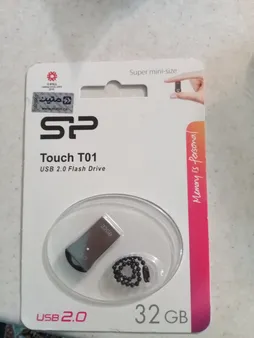 Super mini size
SP
Touch T01
USB 2.0 Flash Drive
Memory is Personal
USB 2.0
32 GB